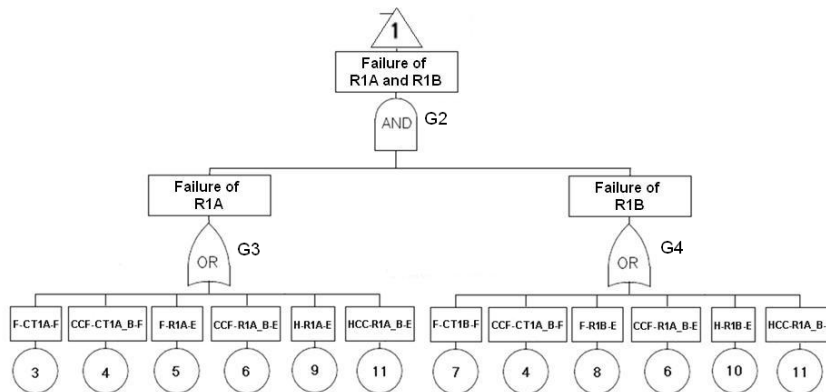 1
Failure of
R1A and R1B
AND
G2
Failure of
R1A
Failure of
R1B
OR
G3
OR
G4
F-CT1A-F
CCF-CT1A_B-F
F-R1A-E
CCF-R1A_B-E
H-R1A-E
HCC-R1A_B-E
F-CT1B-F
CCF-CT1A_B-F
F-R1B-E
CCF-R1A_B-E
H-R1B-E
HCC-R1A_B-
3
4
5
6
9
11
7
4
8
6
10
11